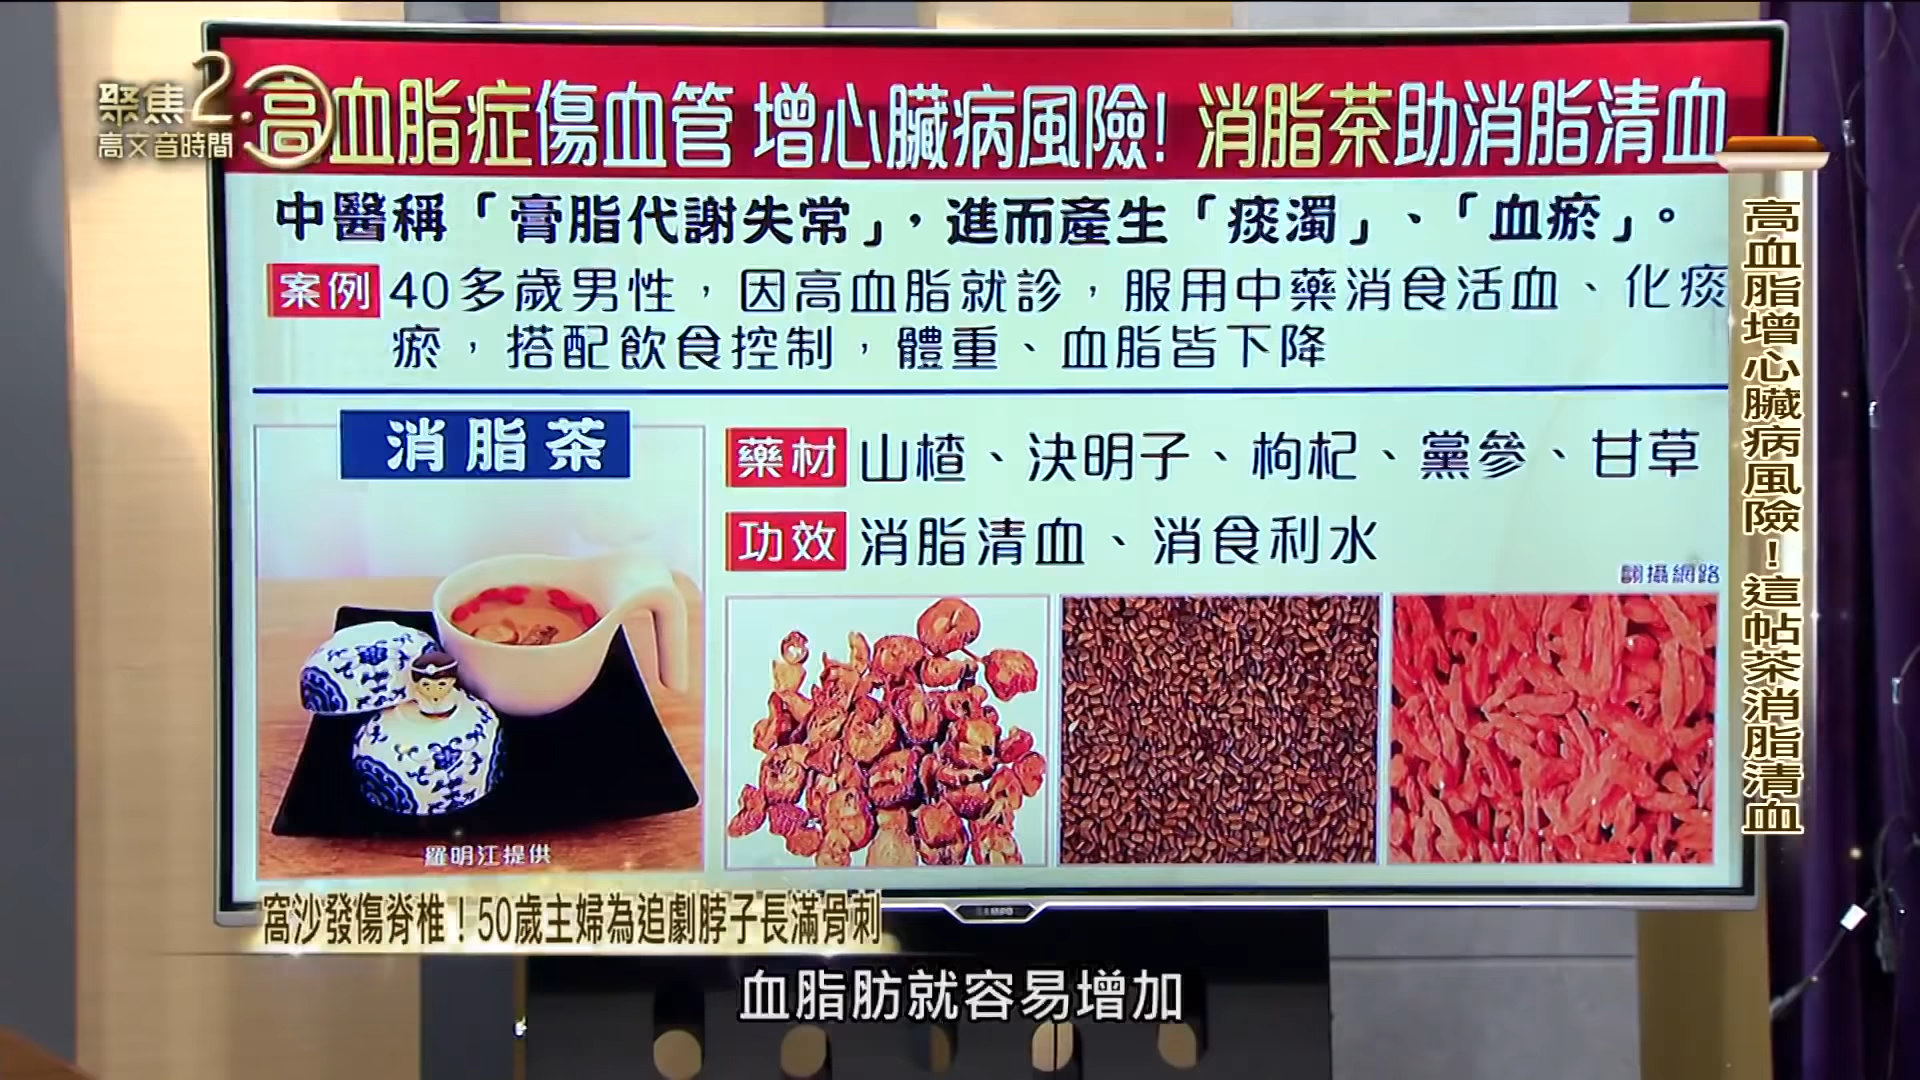 聚焦2.0
高文音時間
高血脂症傷血管 增心臟病風險! 消脂茶助消脂清血
中醫稱「膏脂代謝失常」，進而產生「痰濁」、「血瘀」。
案例 40多歲男性，因高血脂就診，服用中藥消食活血、化痰
瘀，搭配飲食控制，體重、血脂皆下降
消脂茶
藥材 山楂、決明子、枸杞、黨參、甘草
功效 消脂清血、消食利水
翻攝網路
羅明江提供
SAMPO
高血脂增心臟病風險！這帖茶消脂清血
窩沙發傷脊椎！50歲主婦為追劇脖子長滿骨刺
血脂肪就容易增加